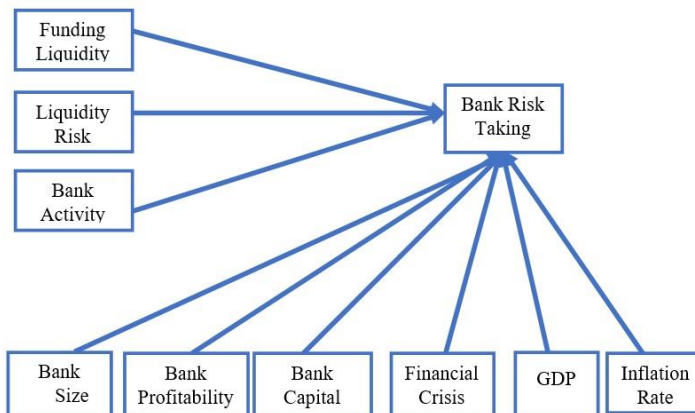 Funding
Liquidity
Bank Risk
Taking
Liquidity
Risk
Bank
Activity
Bank
Size
Bank
Profitability
Bank
Capital
Financial
Crisis
GDP
Inflation
Rate